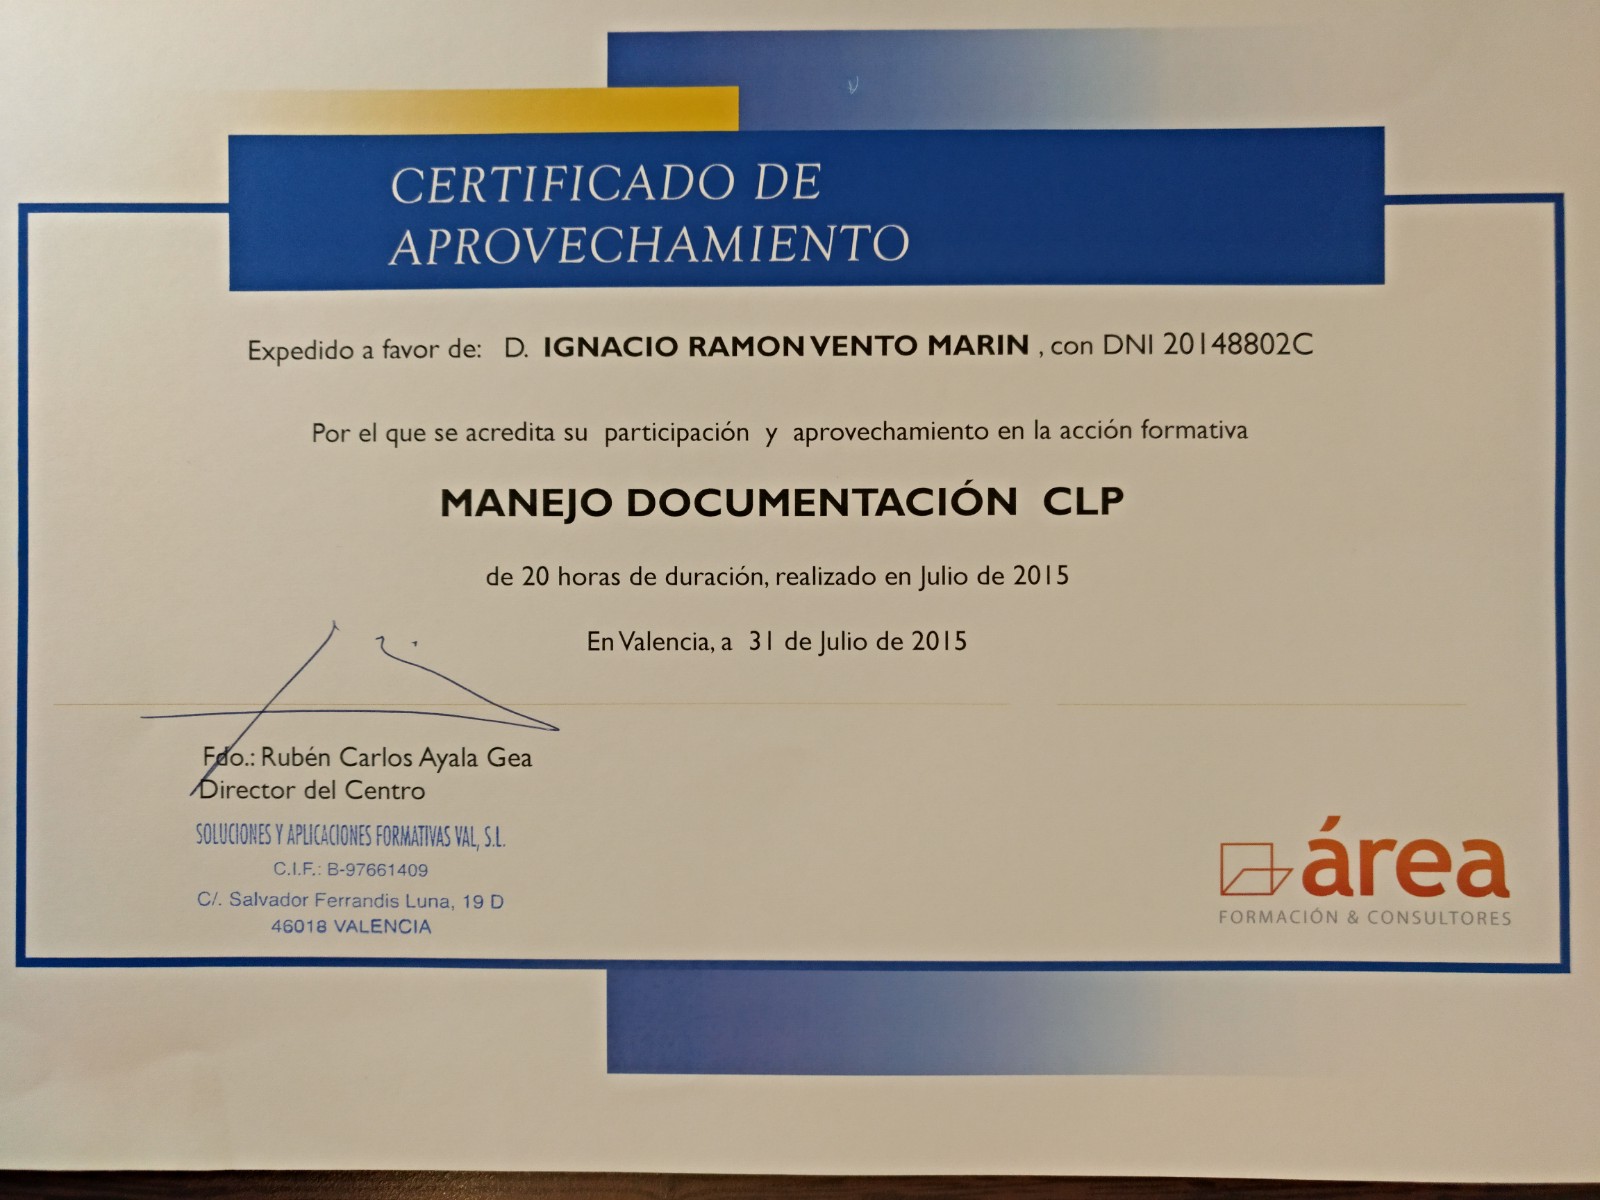 CERTIFICADO DE
APROVECHAMIENTO
Expedido a favor de: D. IGNACIO RAMON VENTO MARIN , con DNI 20148802C
Por el que se acredita su participación y aprovechamiento en la acción formativa
MANEJO DOCUMENTACIÓN CLP
de 20 horas de duración, realizado en Julio de 2015
En Valencia, a 31 de Julio de 2015
Fdo.: Rubén Carlos Ayala Gea
Director del Centro
SOLUCIONES Y APLICACIONES FORMATIVAS VAL, S.L.
C.I.F.: B-97661409
C/. Salvador Ferrandis Luna, 19 D
46018 VALENCIA
área
FORMACIÓN & CONSULTORES